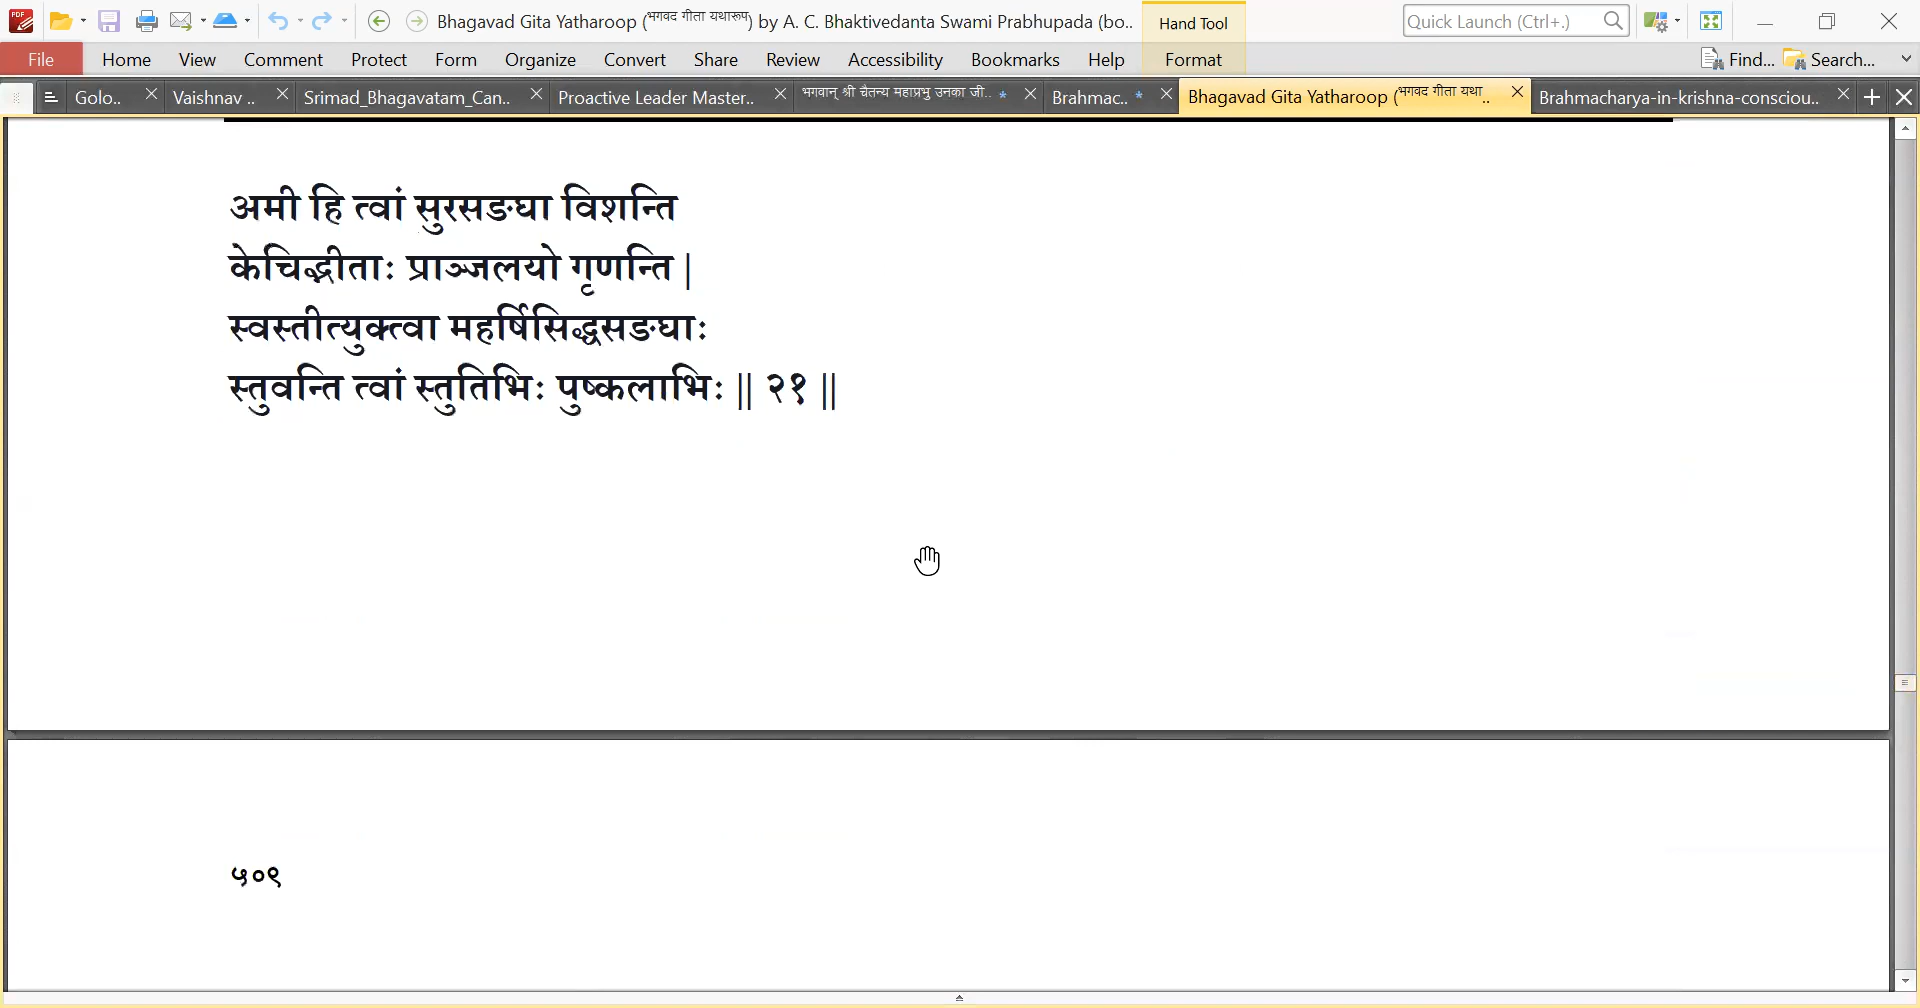 Bhagavad Gita Yatharoop (भगवद गीता यथारूप) by A. C. Bhaktivedanta Swami Prabhupada (bo..
Hand Tool
Quick Launch (Ctrl+.)
File Home View Comment Protect Form Organize Convert Share Review Accessibility Bookmarks Help Format Find... Search...
Golo.. Vaishnav .. Srimad_Bhagavatam_Can.. Proactive Leader Master.. भगवान् श्री चैतन्य महाप्रभु उनका जी.. * Brahmac.. * Bhagavad Gita Yatharoop (भगवद गीता यथा.. Brahmacharya-in-krishna-consciou..
अमी हि त्वां सुरसङघा विशन्ति
केचिद्भीताः प्राञ्जलयो गृणन्ति |
स्वस्तीत्युक्त्वा महर्षिसिद्धसङघाः
स्तुवन्ति त्वां स्तुतिभिः पुष्कलाभिः || २१ ||
५०९